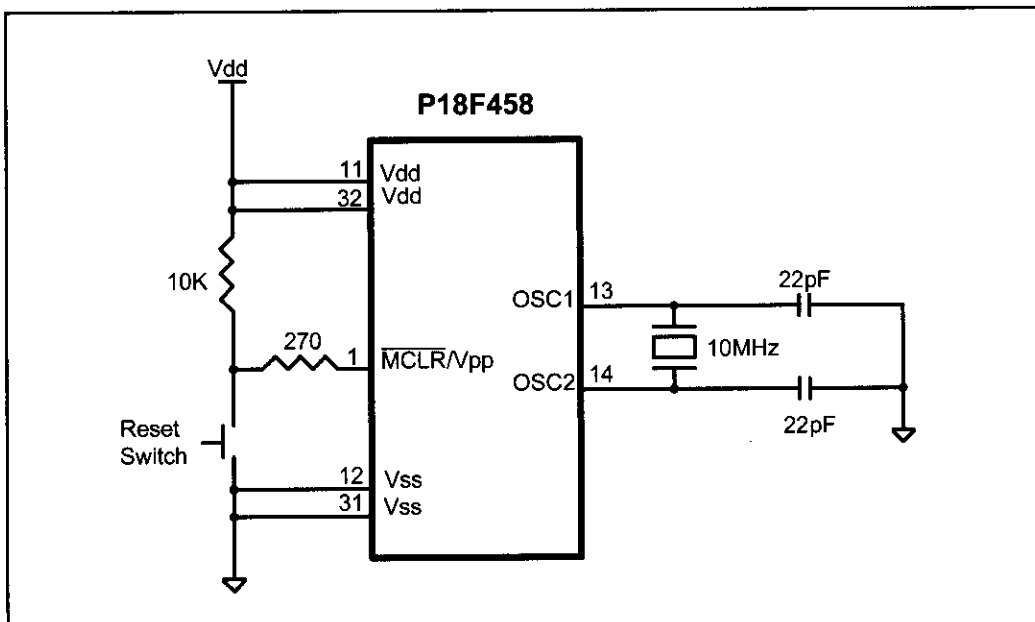 Vdd
P18F458
11
Vdd
Vdd
32
10K
270
1
MCLR/Vpp
OSC1
13
OSC2
14
22pF
10MHz
22pF
Reset
Switch
12
Vss
31
Vss